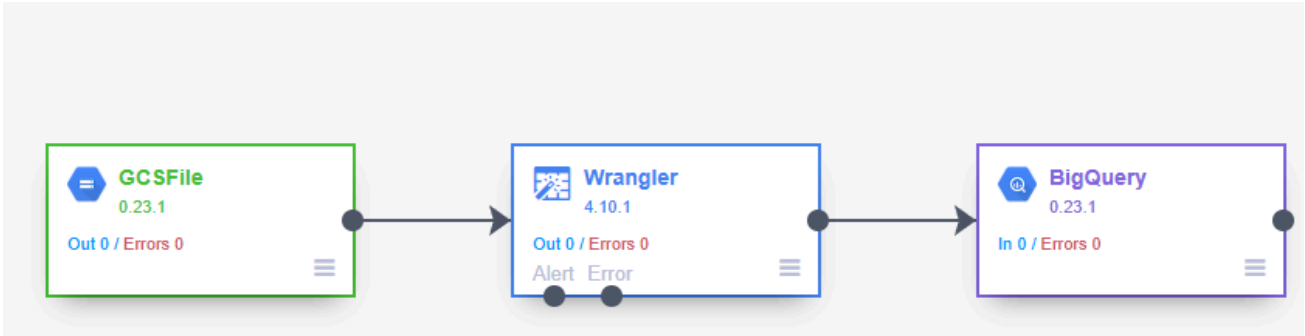 GCSFile
0.23.1
Out 0 / Errors 0
Wrangler
4.10.1
Out 0 / Errors 0
Alert Error
BigQuery
0.23.1
In 0 / Errors 0